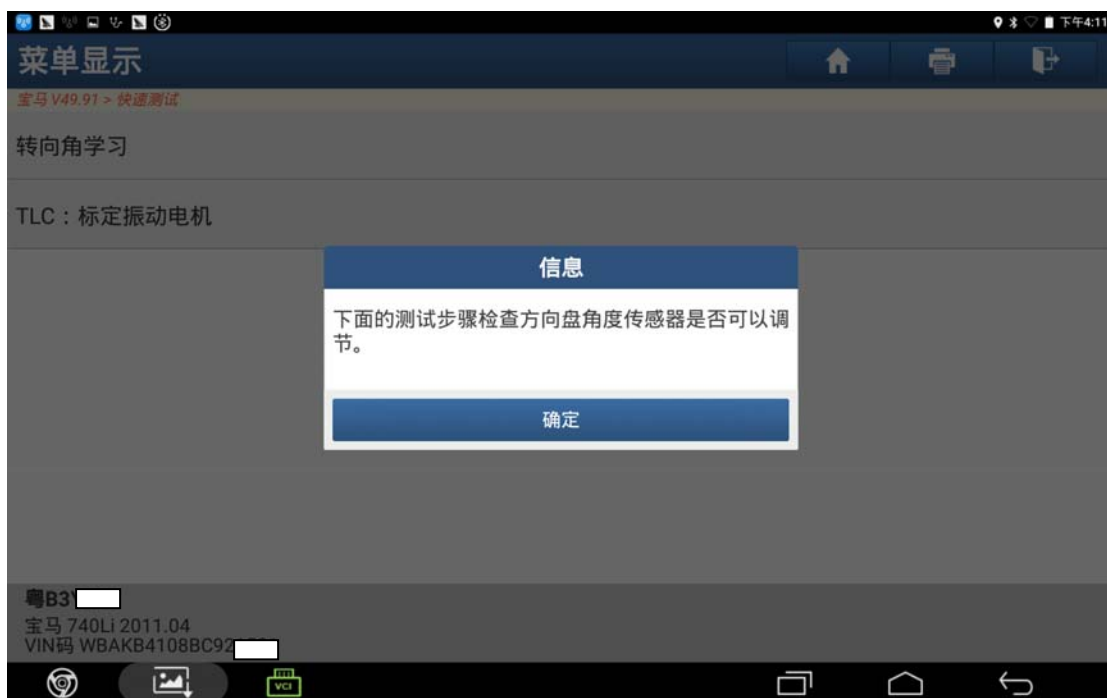 下午4:11
菜单显示
宝马 V49.91 > 快速测试
转向角学习
TLC：标定振动电机
信息
下面的测试步骤检查方向盘角度传感器是否可以调
节。
确定
粤B3
宝马 740Li 2011.04
VIN码 WBAKB4108BC92
VCI